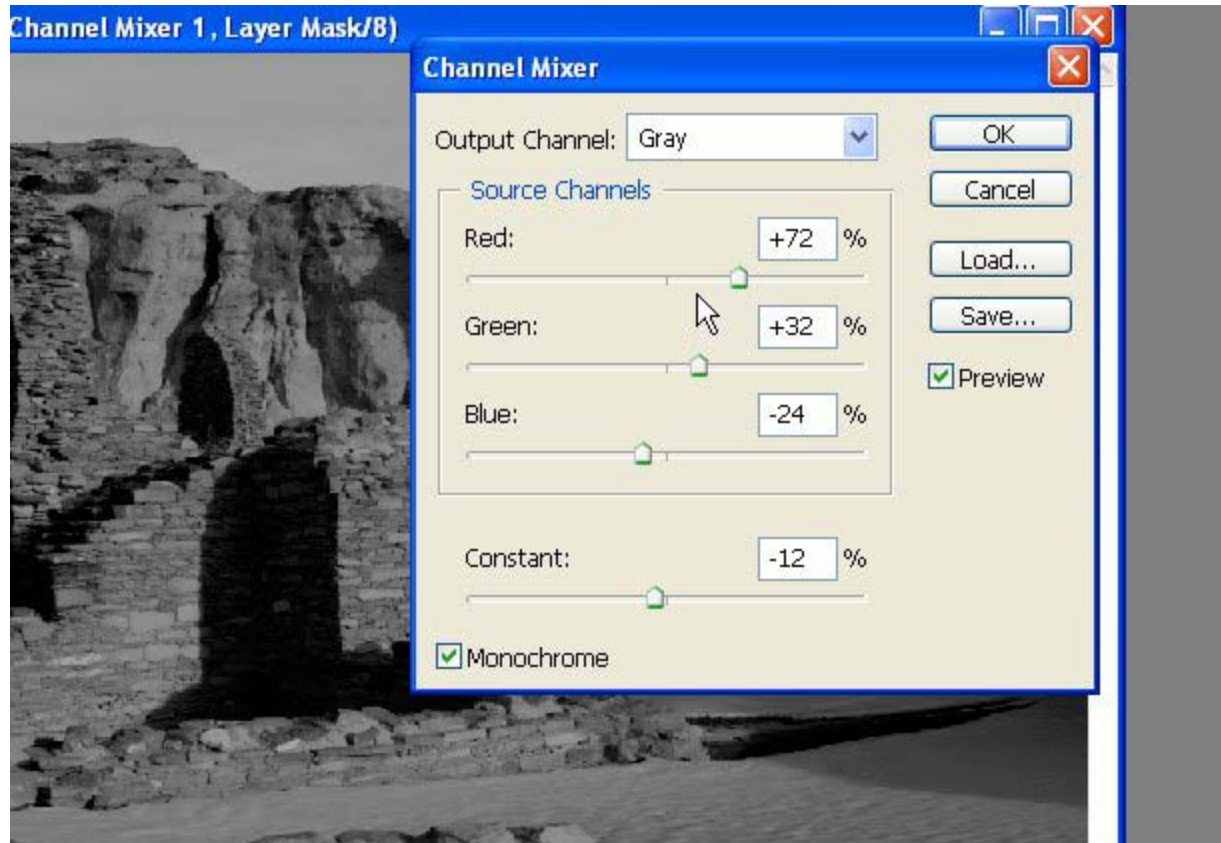 Channel Mixer 1, Layer Mask/8)
Channel Mixer
Output Channel: Gray
OK
Source Channels
Cancel
Red: +72 %
Load...
Green: +32 %
Save...
Preview
Blue: -24 %
Constant: -12 %
Monochrome